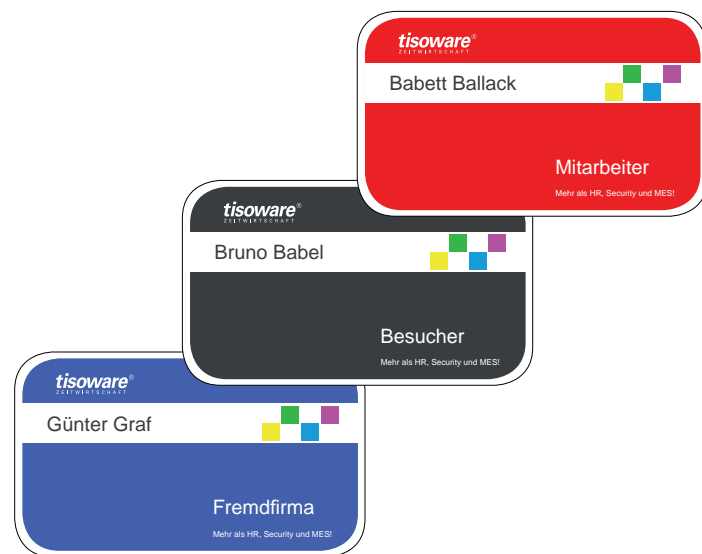 tisoware®
ZEITWIRTSCHAFT
Babett Ballack
Mitarbeiter
Mehr als HR, Security und MES!
tisoware®
ZEITWIRTSCHAFT
Bruno Babel
Besucher
Mehr als HR, Security und MES!
tisoware®
ZEITWIRTSCHAFT
Günter Graf
Fremdfirma
Mehr als HR, Security und MES!